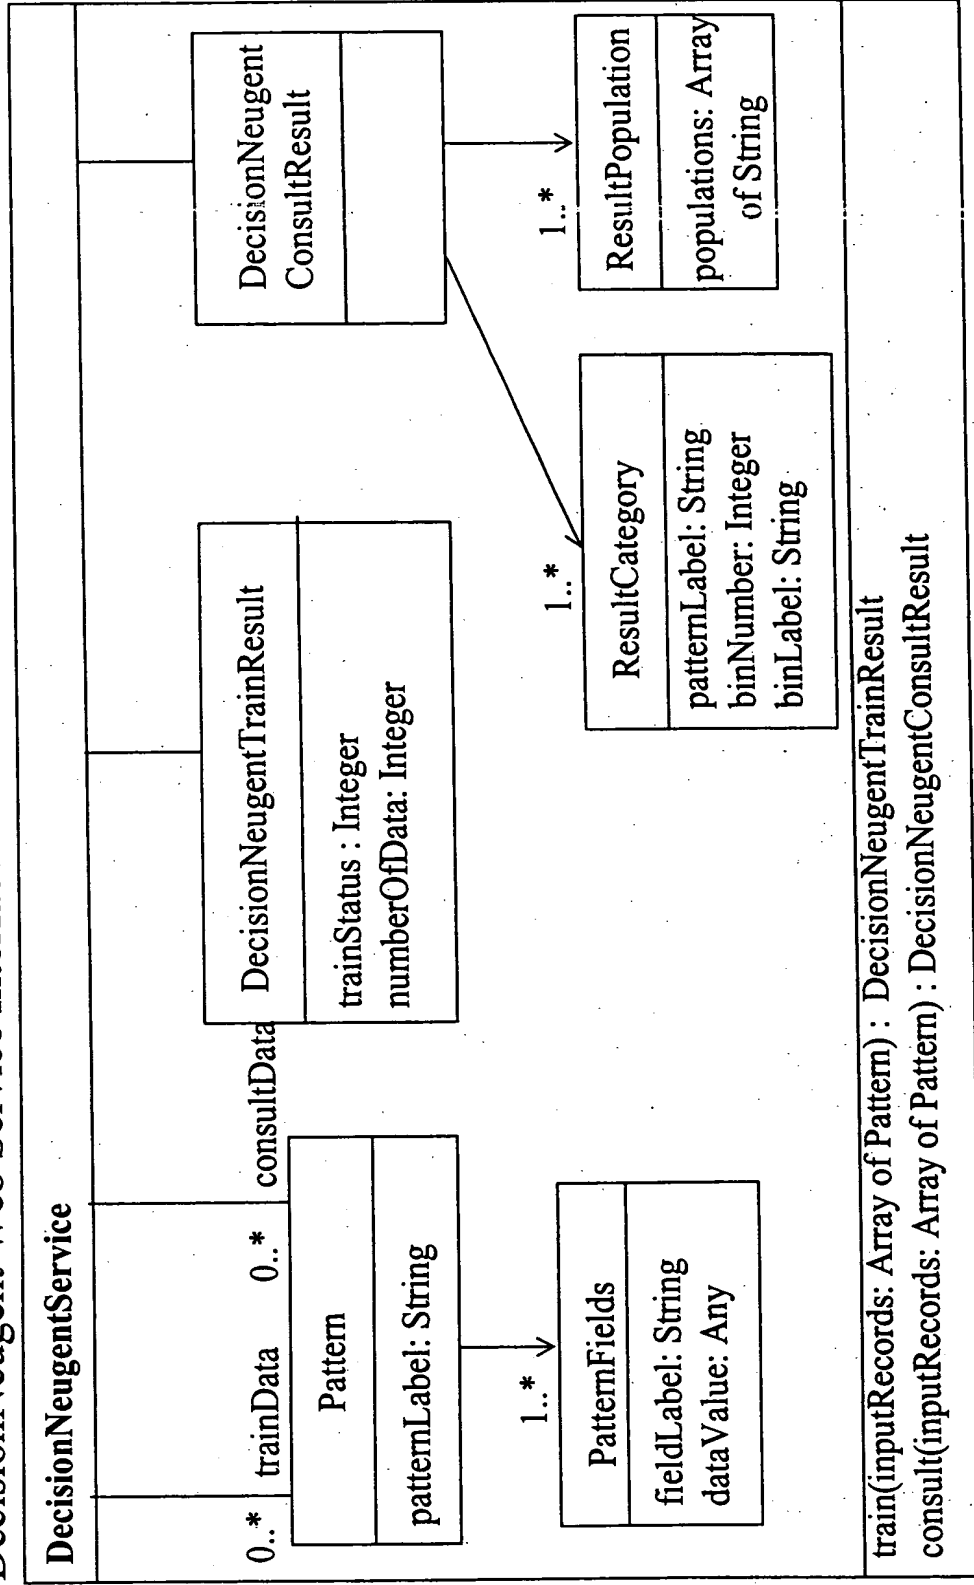 DecisionNeugentService
0..*
trainData
0..*
consultData
Pattern
patternLabel: String
1..*
PatternFields
fieldLabel: String
dataValue: Any
DecisionNeugentTrainResult
trainStatus : Integer
numberOfData: Integer
DecisionNeugent
ConsultResult
1..*
ResultCategory
patternLabel: String
binNumber: Integer
binLabel: String
1..*
ResultPopulation
populations: Array
of String
train(inputRecords: Array of Pattern) : DecisionNeugentTrainResult
consult(inputRecords: Array of Pattern) : DecisionNeugentConsultResult